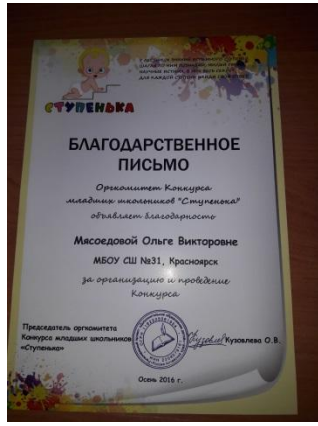 СТУПЕНЬКА
БЛАГОДАРСТВЕННОЕ
ПИСЬМО
Оргкомитет Конкурса
младших школьников "Ступенька"
объявляет благодарность
Мясоедовой Ольге Викторовне
МБОУ СШ №31, Красноярск
за организацию и проведение
Конкурса
Председатель оргкомитета
Конкурса младших школьников
«Ступенька»
Кузовлева О.В.
Осень 2016 г.